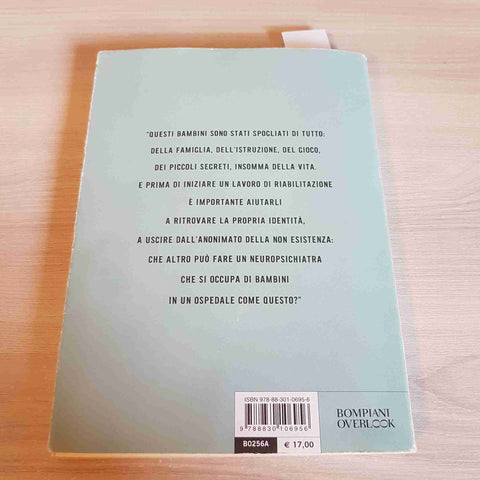 "QUESTI BAMBINI SONO STATI SPOGLIATI DI TUTTO:
DELLA FAMIGLIA, DELL'ISTRUZIONE, DEL GIOCO,
DEI PICCOLI SEGRETI, INSOMMA DELLA VITA.
E PRIMA DI INIZIARE UN LAVORO DI RIABILITAZIONE
È IMPORTANTE AIUTARLI
A RITROVARE LA PROPRIA IDENTITÀ,
A USCIRE DALL'ANONIMATO DELLA NON ESISTENZA:
CHE ALTRO PUÒ FARE UN NEUROPSICHIATRA
CHE SI OCCUPA DI BAMBINI
IN UN OSPEDALE COME QUESTO?"
ISBN 978-88-301-0695-6
9 788830 106956
B0256A
€ 17,00
BOMPIANI
OVERLOOK